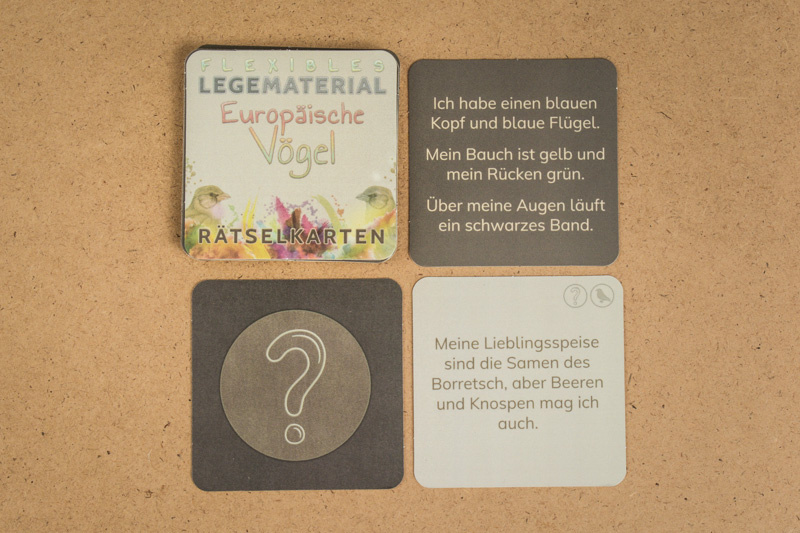 FLEXIBLES
LEGEMATERIAL
Europäische
Vögel
RÄTSELKARTEN
Ich habe einen blauen
Kopf und blaue Flügel.
Mein Bauch ist gelb und
mein Rücken grün.
Über meine Augen läuft
ein schwarzes Band.
?
?
Meine Lieblingsspeise
sind die Samen des
Borretsch, aber Beeren
und Knospen mag ich
auch.